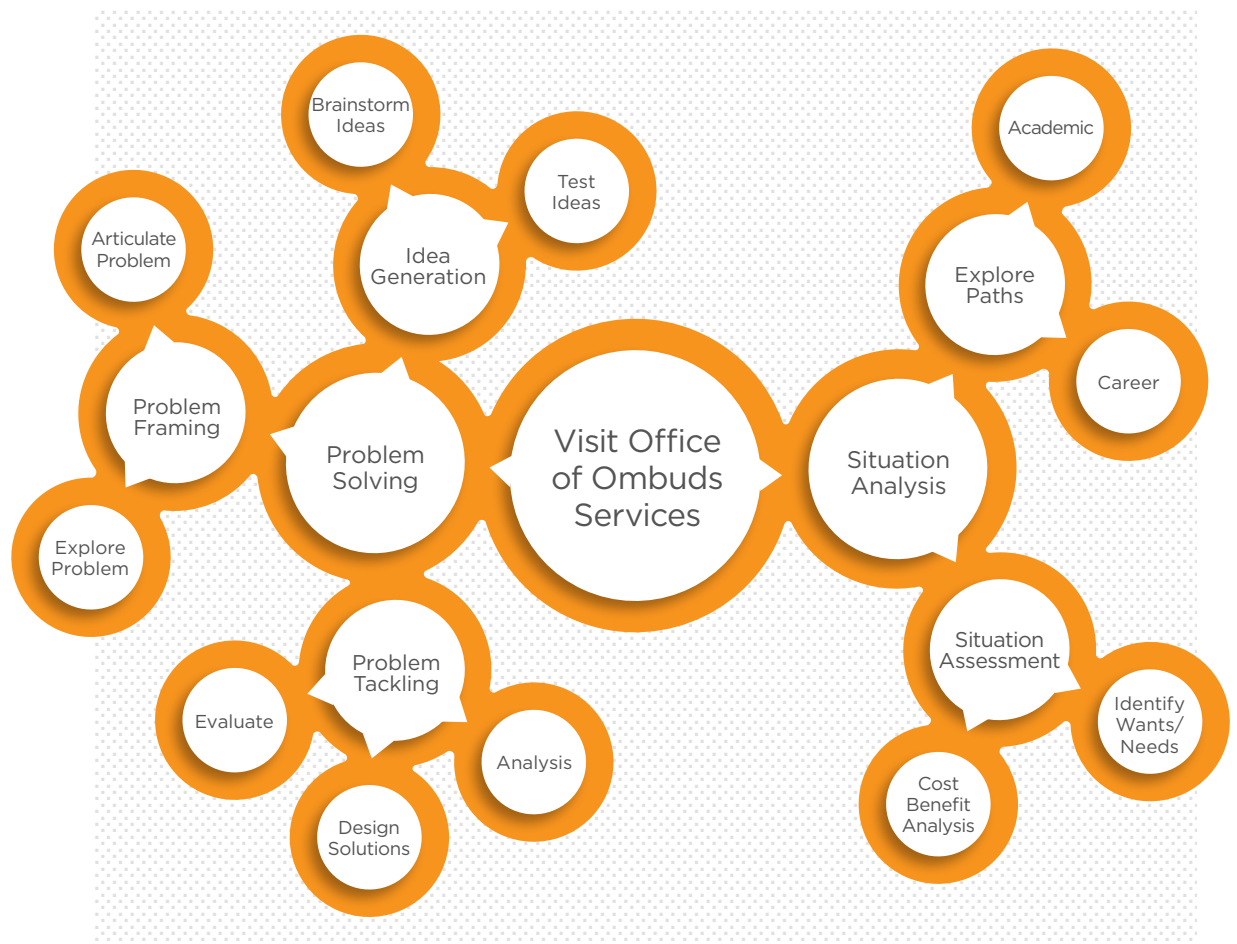 Visit Office
of Ombuds
Services
Problem
Solving
Idea
Generation
Brainstorm
Ideas
Test
Ideas
Problem
Framing
Articulate
Problem
Explore
Problem
Problem
Tackling
Evaluate
Design
Solutions
Analysis
Situation
Analysis
Explore
Paths
Academic
Career
Situation
Assessment
Identify
Wants/
Needs
Cost
Benefit
Analysis